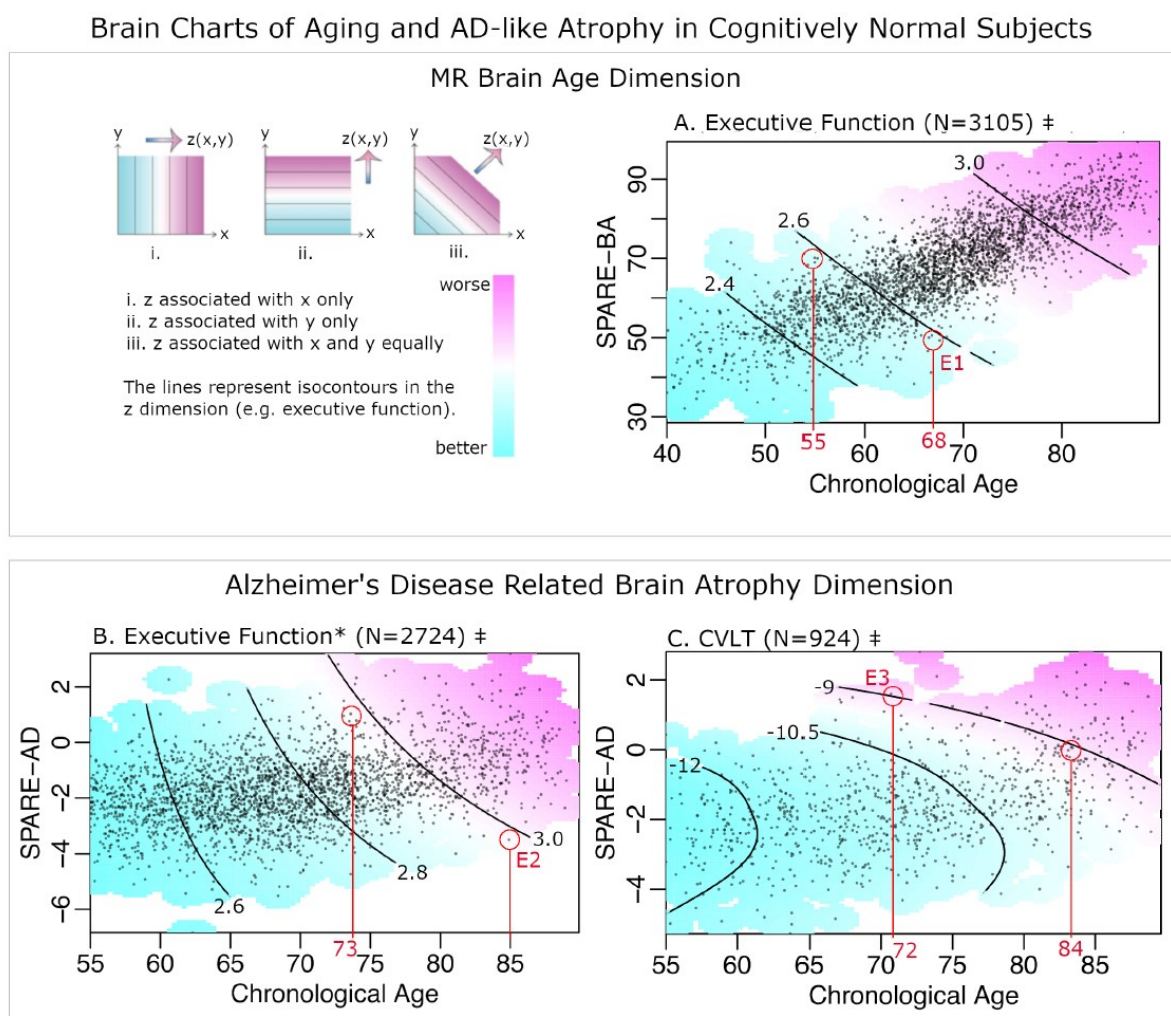 Brain Charts of Aging and AD-like Atrophy in Cognitively Normal Subjects
MR Brain Age Dimension
y z(x,y) x
i.
y z(x,y) x
ii.
y z(x,y) x
iii.
i. z associated with x only
ii. z associated with y only
iii. z associated with x and y equally
The lines represent isocontours in the
z dimension (e.g. executive function).
worse
better
A. Executive Function (N=3105) ‡
SPARE-BA
90
70
50
30
2.4
2.6
3.0
E1
55
68
40 50 60 70 80
Chronological Age
Alzheimer's Disease Related Brain Atrophy Dimension
B. Executive Function* (N=2724) ‡
SPARE-AD
2
0
-2
-4
-6
2.6
2.8
3.0
E2
73
55 60 65 70 75 80 85
Chronological Age
C. CVLT (N=924) ‡
SPARE-AD
2
0
-2
-4
-9
-10.5
-12
E3
72
84
55 60 65 70 75 80 85
Chronological Age